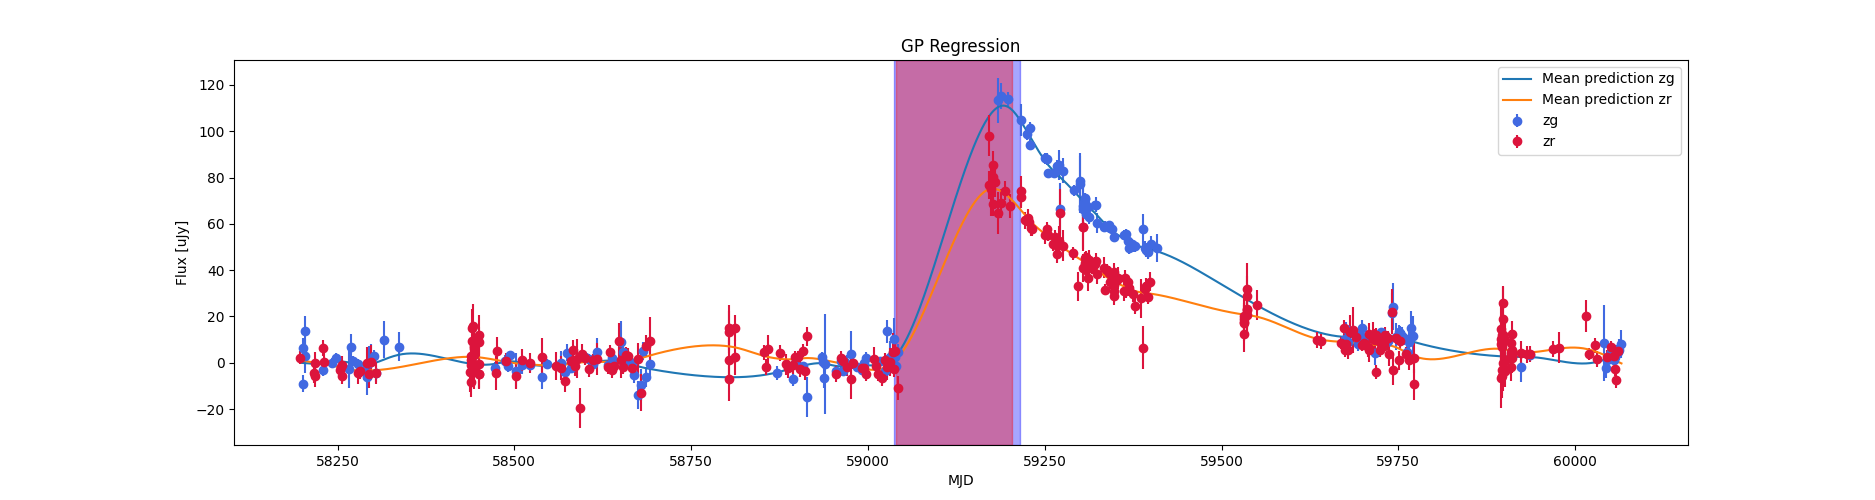 GP Regression
Flux [uJy]
120
100
80
60
40
20
0
−20
58250
58500
58750
59000
59250
59500
59750
60000
MJD
Mean prediction zg
Mean prediction zr
zg
zr